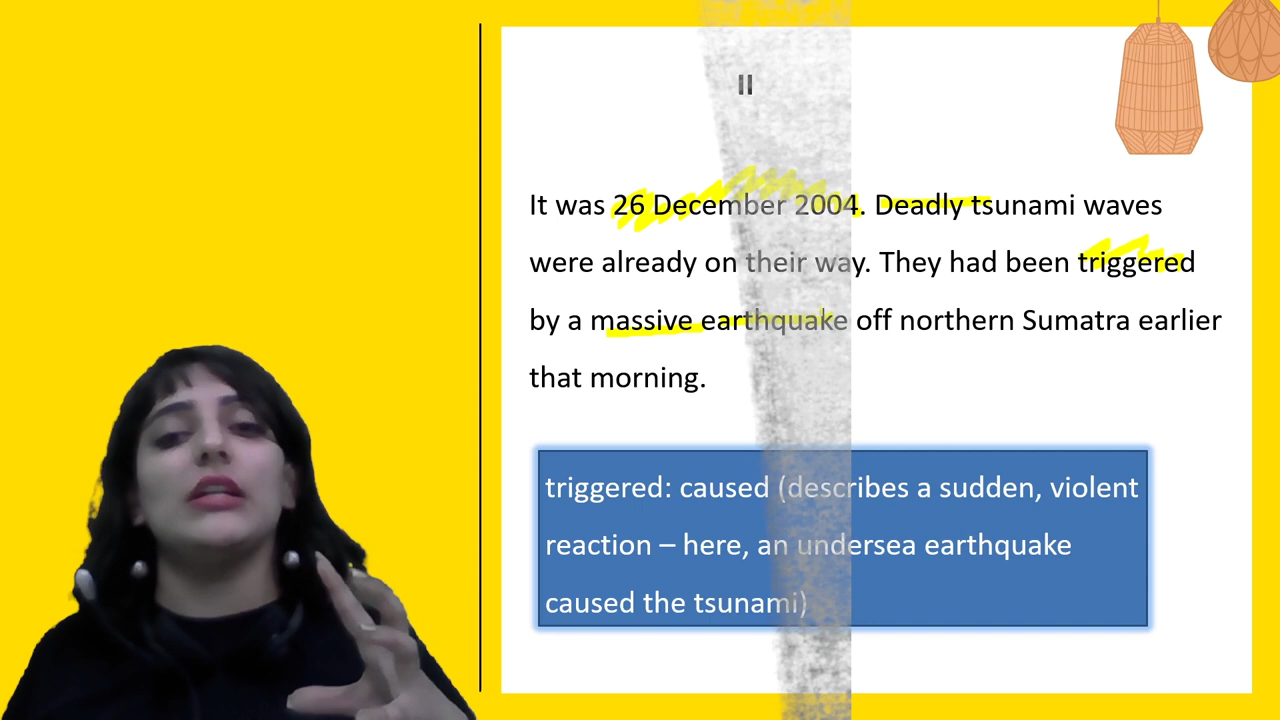 II
It was 26 December 2004. Deadly tsunami waves
were already on their way. They had been triggered
by a massive earthquake off northern Sumatra earlier
that morning.
triggered: caused (describes a sudden, violent
reaction – here, an undersea earthquake
caused the tsunami)